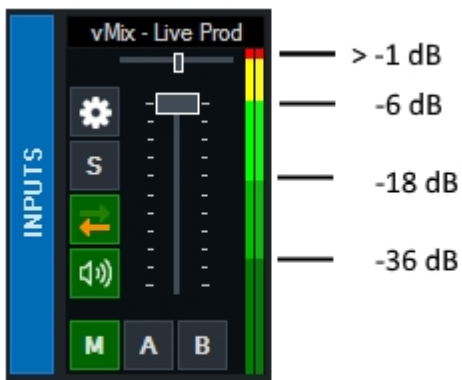 vMix - Live Prod
> -1 dB
-6 dB
S
-18 dB
INPUTS
-36 dB
M A B